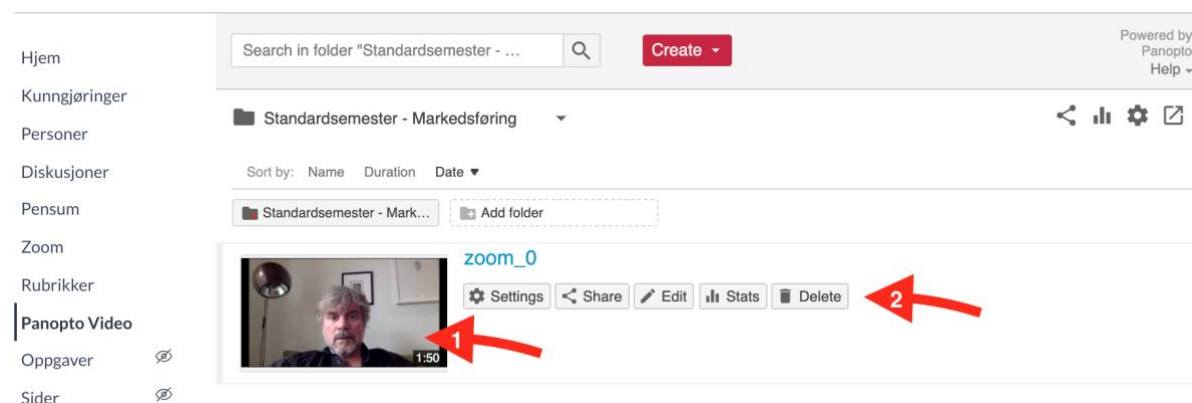 Hjem
Kunngjøringer
Personer
Diskusjoner
Pensum
Zoom
Rubrikker
Panopto Video
Oppgaver
Sider
Search in folder "Standardsemester - ...
Create
Powered by
Panopto
Help
Standardsemester - Markedsføring
Sort by: Name Duration Date
Standardsemester - Mark... Add folder
zoom_0
Settings Share Edit Stats Delete 2
1
1:50